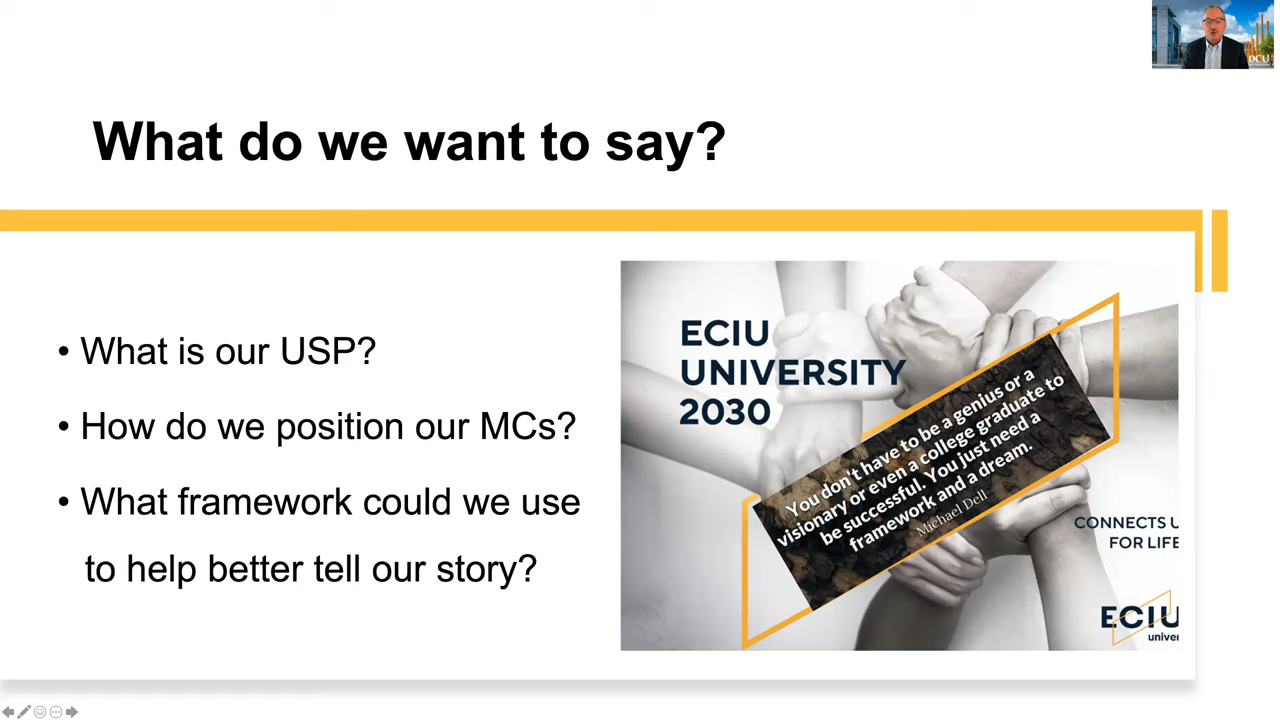 DCU
What do we want to say?
• What is our USP?
• How do we position our MCs?
• What framework could we use
to help better tell our story?
ECIU
UNIVERSITY
2030
You don't have to be a genius or a
visionary or even a college graduate to
be successful. You just need a
framework and a dream.
Michael Dell
CONNECTS U
FOR LIFE
ECIU
univer